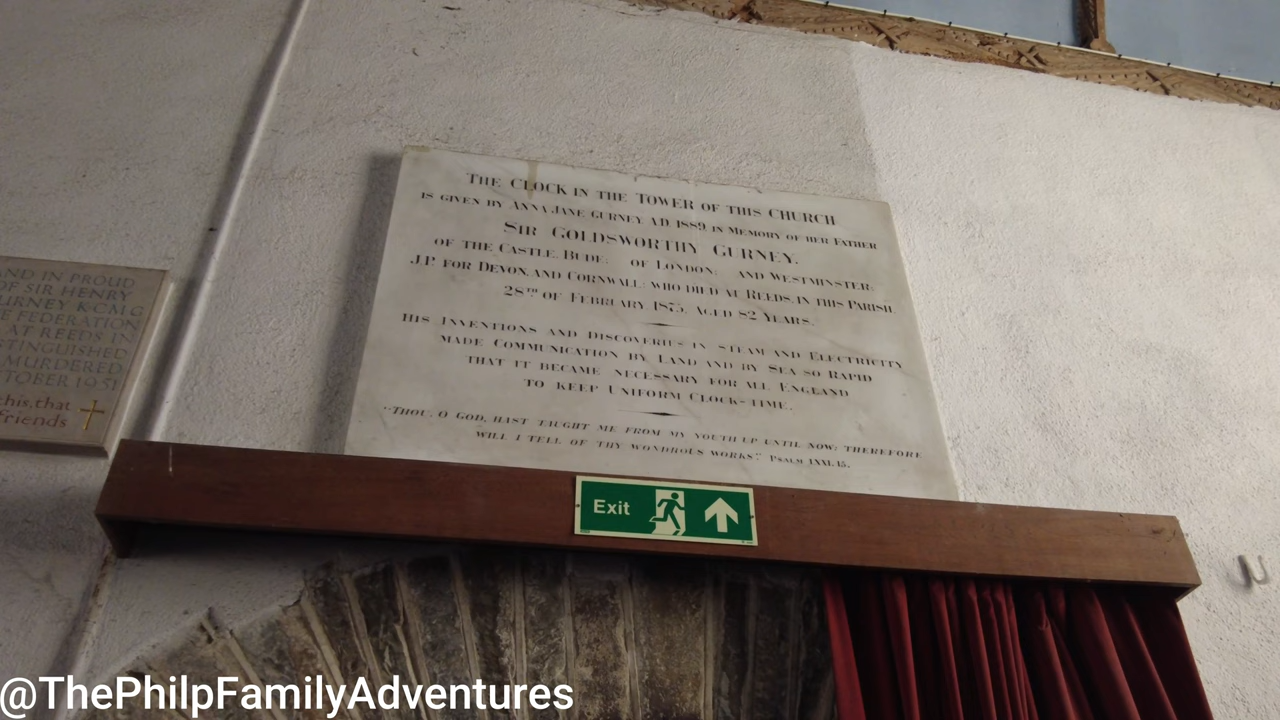 THE CLOCK IN THE TOWER OF THIS CHURCH
IS GIVEN BY ANNA JANE GURNEY A.D. 1889, IN MEMORY OF HER FATHER
SIR GOLDSWORTHY GURNEY.
OF THE CASTLE, BUDE: OF LONDON: AND WESTMINSTER:
J.P. FOR DEVON, AND CORNWALL: WHO DIED AT REEDS, IN THIS PARISH.
28TH OF FEBRUARY 1875, AGED 82 YEARS.
HIS INVENTIONS AND DISCOVERIES IN STEAM AND ELECTRICITY
MADE COMMUNICATION BY LAND AND BY SEA SO RAPID
THAT IT BECAME NECESSARY FOR ALL ENGLAND
TO KEEP UNIFORM CLOCK-TIME.
"THOU, O GOD, HAST TAUGHT ME FROM MY YOUTH UP UNTIL NOW: THEREFORE
WILL I TELL OF THY WONDROUS WORKS". PSALM LXXI. 15.
AND IN PROUD
OF SIR HENRY
URNEY K·C·M·G
E FEDERATION
AT REEDS IN
STINGUISHED
MURDERED
TOBER 1951
this, that
friends
Exit
@ThePhilpFamilyAdventures